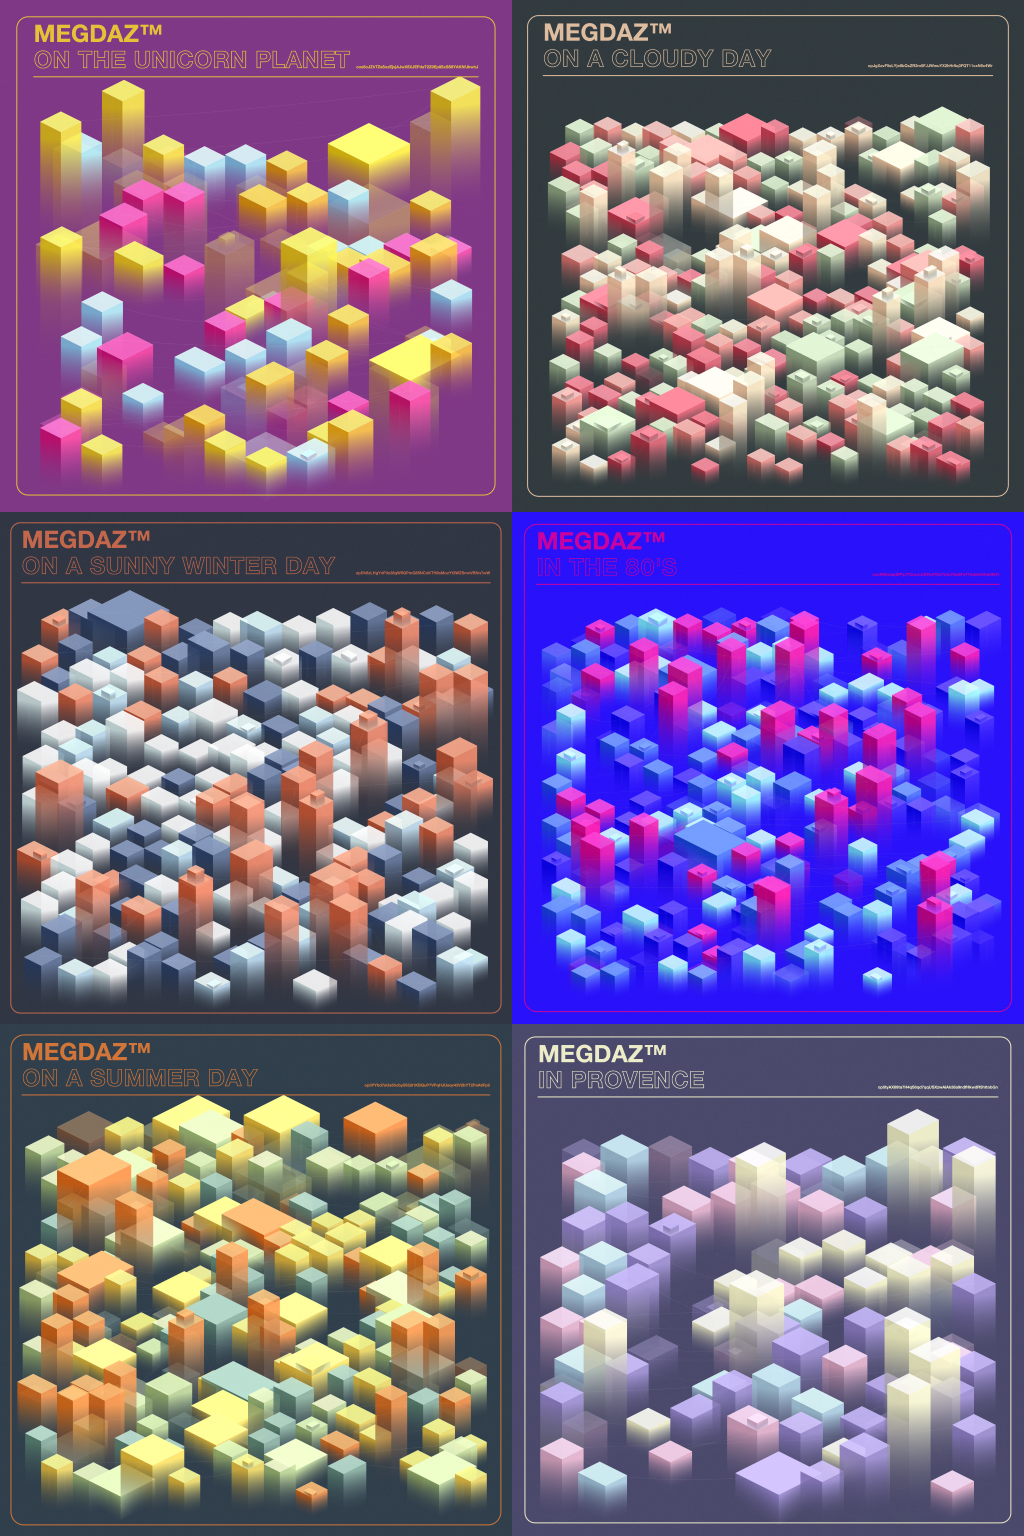 MEGDAZ™
ON THE UNICORN PLANET
MEGDAZ™
ON A CLOUDY DAY
MEGDAZ™
ON A SUNNY WINTER DAY
MEGDAZ™
IN THE 80'S
MEGDAZ™
ON A SUMMER DAY
MEGDAZ™
IN PROVENCE